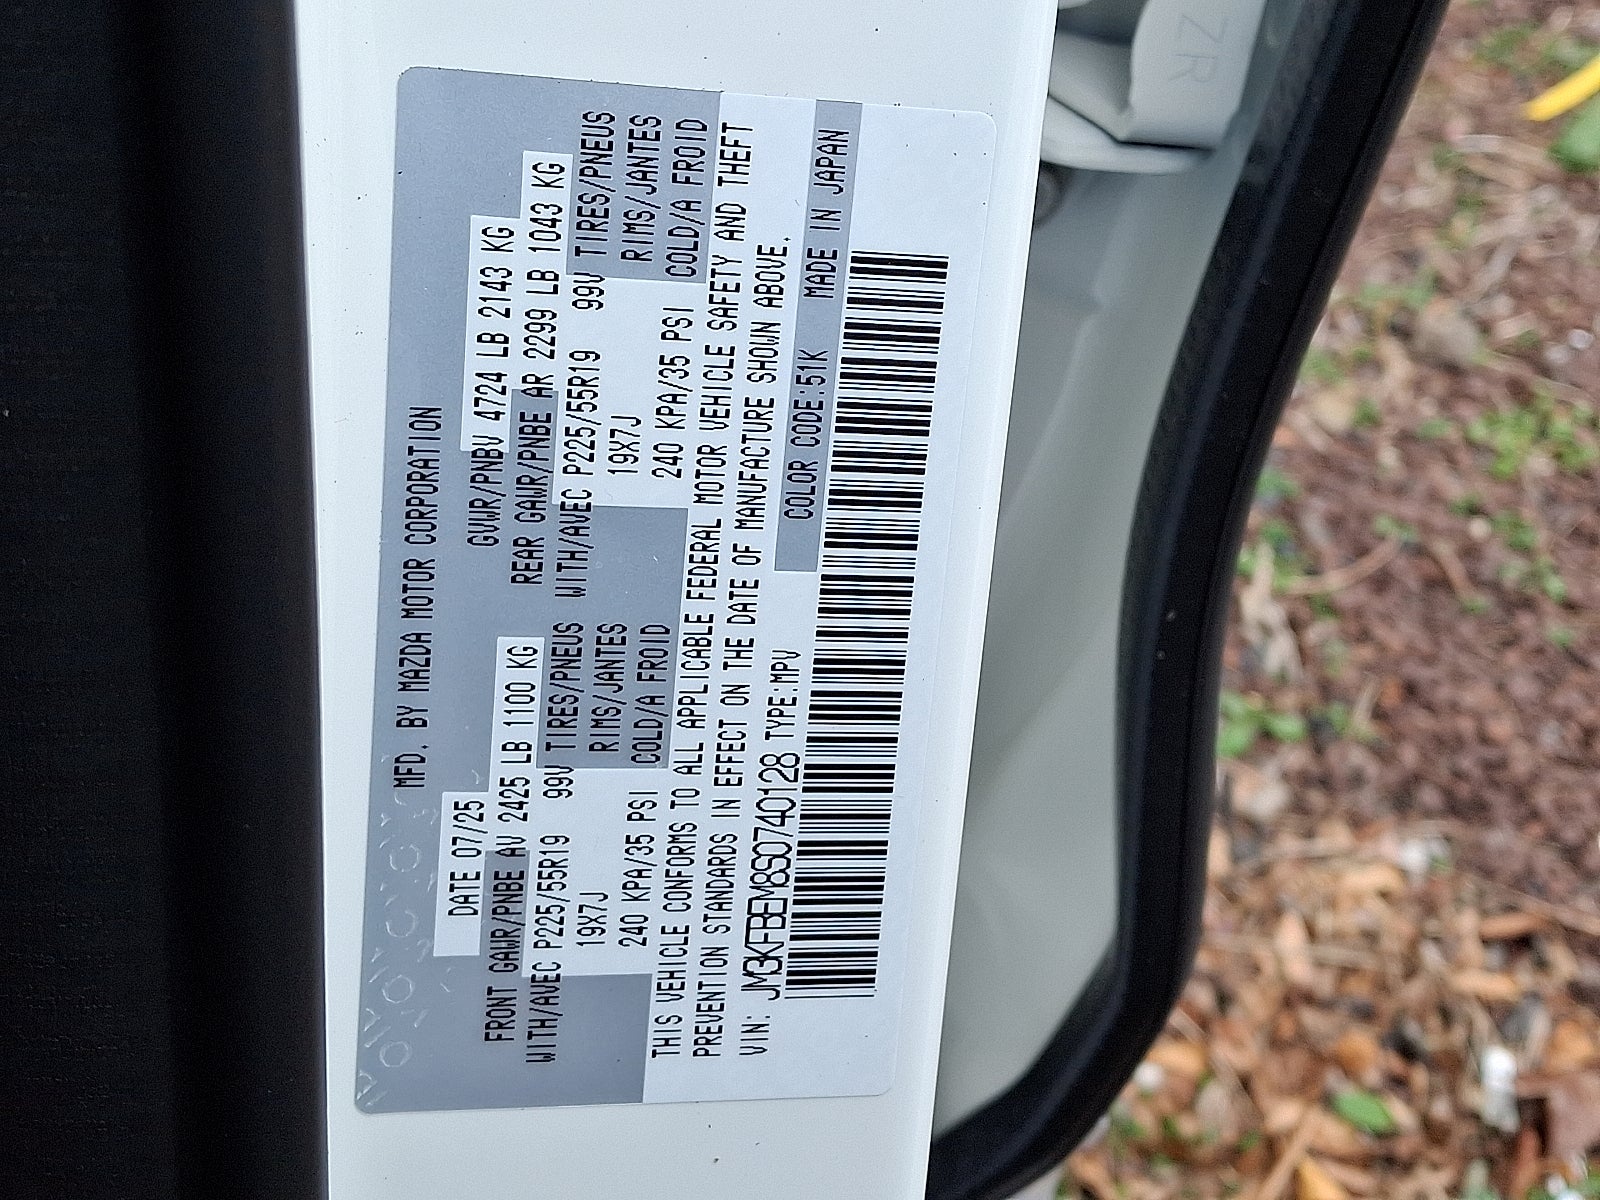 MFD. BY MAZDA MOTOR CORPORATION
DATE 07/25 GVWR/PNBV 4724 LB 2143 KG
FRONT GAWR/PNBE AV 2425 LB 1100 KG REAR GAWR/PNBE AR 2299 LB 1043 KG
WITH/AVEC P225/55R19 99V TIRES/PNEUS WITH/AVEC P225/55R19 99V TIRES/PNEUS
19X7J RIMS/JANTES 19X7J RIMS/JANTES
240 KPA/35 PSI COLD/A FROID 240 KPA/35 PSI COLD/A FROID
THIS VEHICLE CONFORMS TO ALL APPLICABLE FEDERAL MOTOR VEHICLE SAFETY AND THEFT
PREVENTION STANDARDS IN EFFECT ON THE DATE OF MANUFACTURE SHOWN ABOVE.
VIN: JM3KFBEM8S0740128 TYPE:MPV COLOR CODE:51K MADE IN JAPAN
ZR